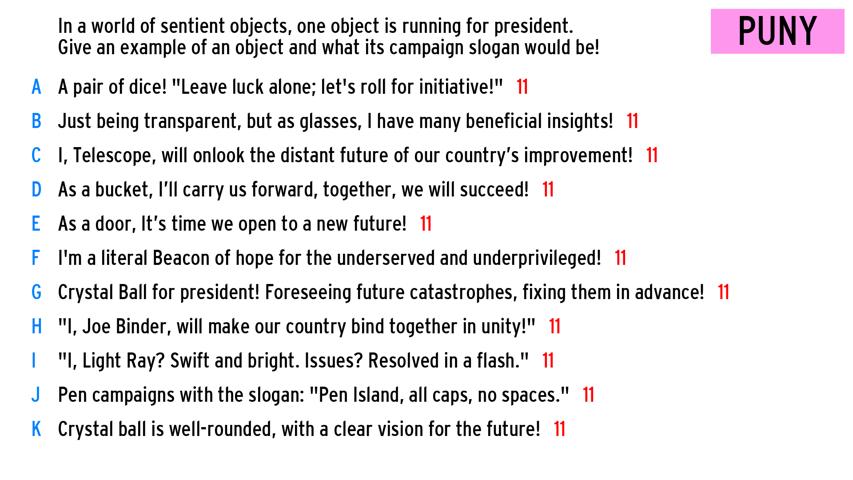 In a world of sentient objects, one object is running for president.
Give an example of an object and what its campaign slogan would be!
PUNY
A A pair of dice! "Leave luck alone; let's roll for initiative!" 11
B Just being transparent, but as glasses, I have many beneficial insights! 11
C I, Telescope, will onlook the distant future of our country’s improvement! 11
D As a bucket, I’ll carry us forward, together, we will succeed! 11
E As a door, It’s time we open to a new future! 11
F I'm a literal Beacon of hope for the underserved and underprivileged! 11
G Crystal Ball for president! Foreseeing future catastrophes, fixing them in advance! 11
H "I, Joe Binder, will make our country bind together in unity!" 11
I "I, Light Ray? Swift and bright. Issues? Resolved in a flash." 11
J Pen campaigns with the slogan: "Pen Island, all caps, no spaces." 11
K Crystal ball is well-rounded, with a clear vision for the future! 11